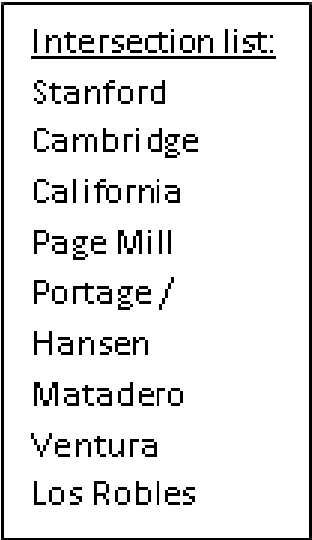 Intersection list:
Stanford
Cambridge
California
Page Mill
Portage /
Hansen
Matadero
Ventura
Los Robles